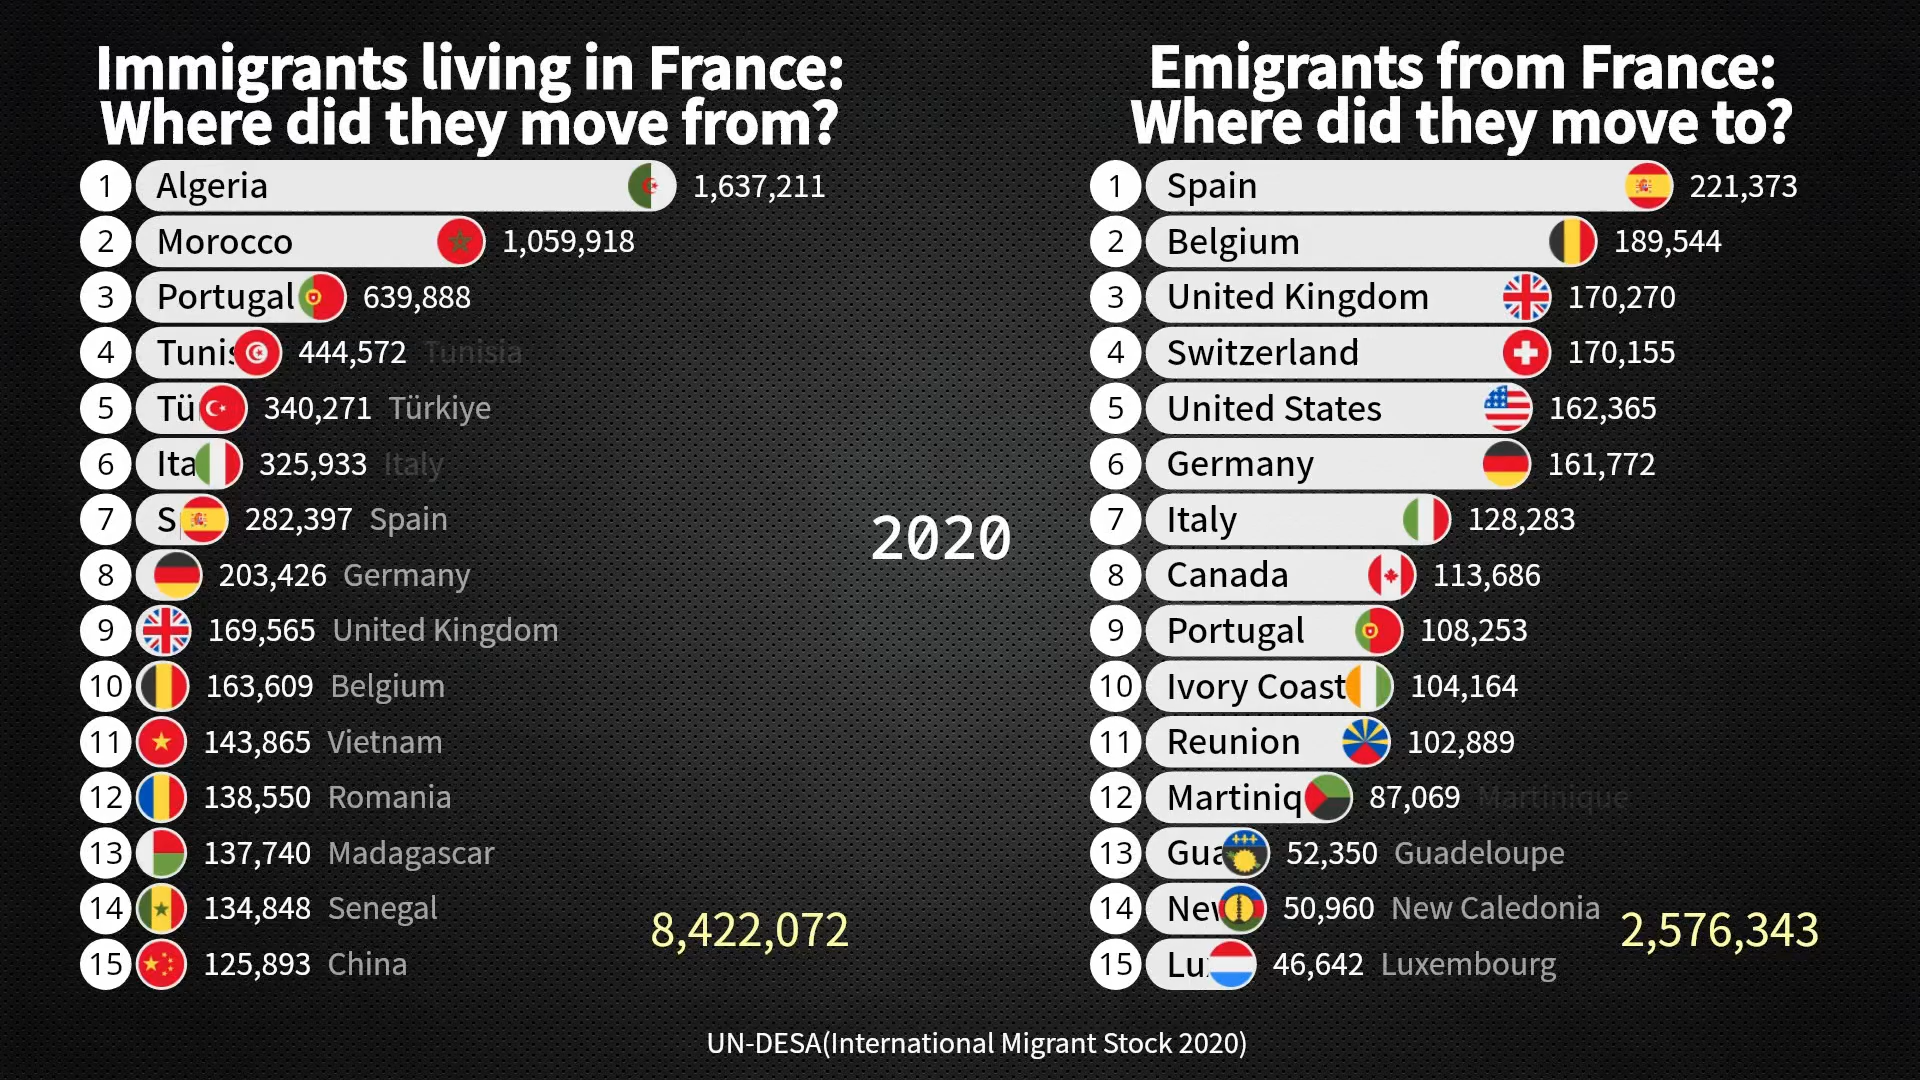 Immigrants living in France:
Where did they move from?
1 Algeria 1,637,211
2 Morocco 1,059,918
3 Portugal 639,888
4 Tunis 444,572 Tunisia
5 Tü 340,271 Türkiye
6 Ita 325,933 Italy
7 S 282,397 Spain
8 203,426 Germany
9 169,565 United Kingdom
10 163,609 Belgium
11 143,865 Vietnam
12 138,550 Romania
13 137,740 Madagascar
14 134,848 Senegal
15 125,893 China
8,422,072
2020
Emigrants from France:
Where did they move to?
1 Spain 221,373
2 Belgium 189,544
3 United Kingdom 170,270
4 Switzerland 170,155
5 United States 162,365
6 Germany 161,772
7 Italy 128,283
8 Canada 113,686
9 Portugal 108,253
10 Ivory Coast 104,164
11 Reunion 102,889
12 Martiniq 87,069 Martinique
13 Gua 52,350 Guadeloupe
14 New 50,960 New Caledonia
15 Lu 46,642 Luxembourg
2,576,343
UN-DESA(International Migrant Stock 2020)